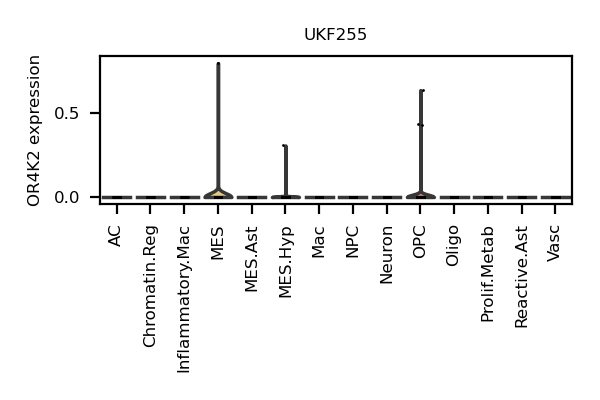 UKF255
OR4K2 expression
0.5
0.0
AC
Chromatin.Reg
Inflammatory.Mac
MES
MES.Ast
MES.Hyp
Mac
NPC
Neuron
OPC
Oligo
Prolif.Metab
Reactive.Ast
Vasc